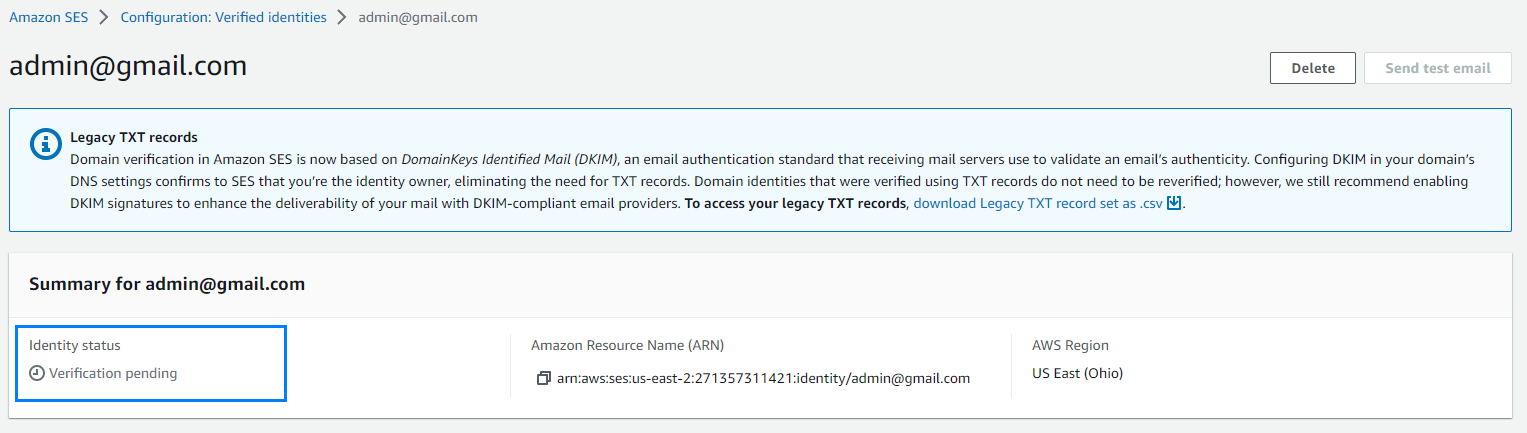 Amazon SES > Configuration: Verified identities > admin@gmail.com
admin@gmail.com
Delete
Send test email
Legacy TXT records
Domain verification in Amazon SES is now based on DomainKeys Identified Mail (DKIM), an email authentication standard that receiving mail servers use to validate an email’s authenticity. Configuring DKIM in your domain’s
DNS settings confirms to SES that you’re the identity owner, eliminating the need for TXT records. Domain identities that were verified using TXT records do not need to be reverified; however, we still recommend enabling
DKIM signatures to enhance the deliverability of your mail with DKIM-compliant email providers. To access your legacy TXT records, download Legacy TXT record set as .csv.
Summary for admin@gmail.com
Identity status
Verification pending
Amazon Resource Name (ARN)
arn:aws:ses:us-east-2:271357311421:identity/admin@gmail.com
AWS Region
US East (Ohio)